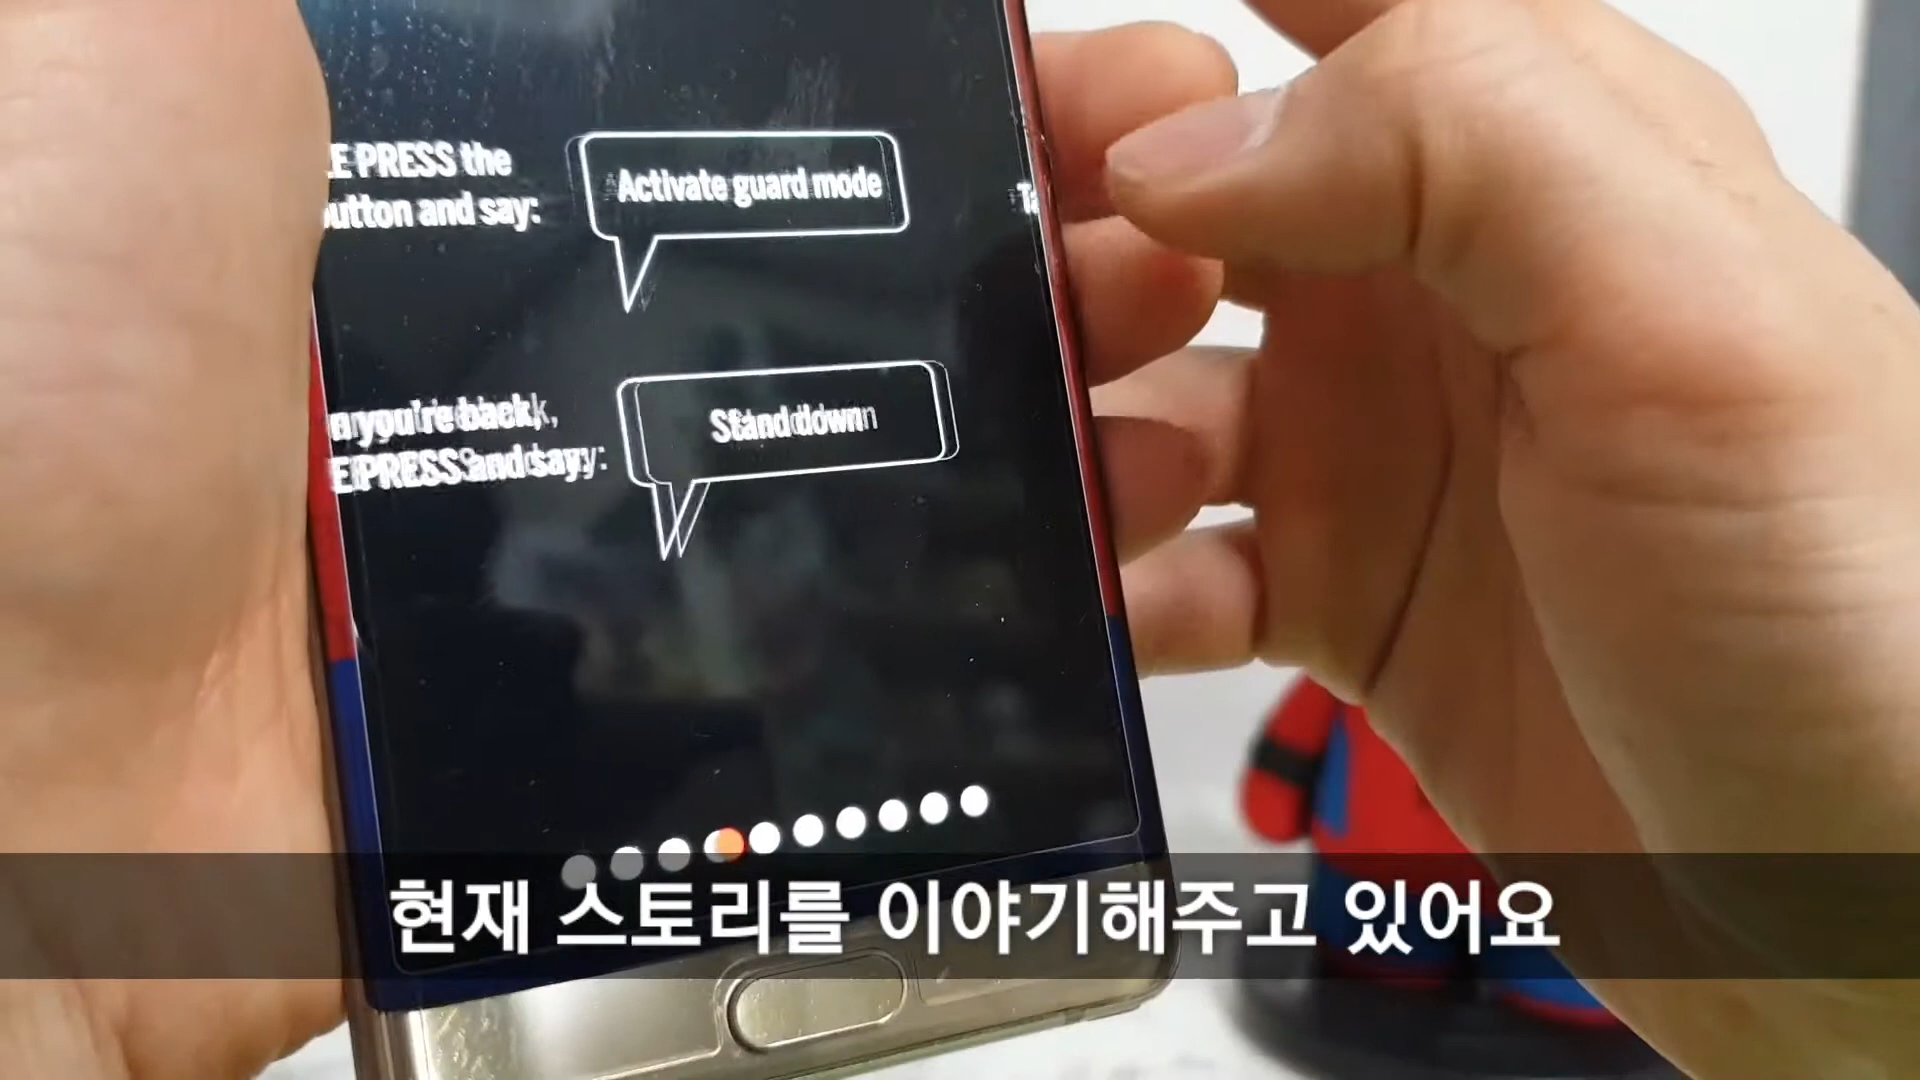 PRESS the
button and say:
Activate guard mode
you're back,
PRESS and say:
Stand down
현재 스토리를 이야기해주고 있어요